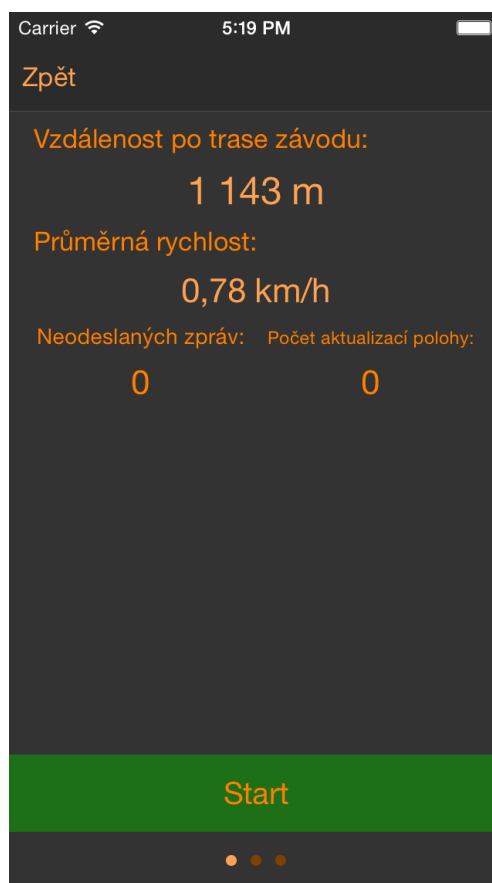 Carrier 5:19 PM
Zpět
Vzdálenost po trase závodu:
1 143 m
Průměrná rychlost:
0,78 km/h
Neodeslaných zpráv: Počet aktualizací polohy:
0 0
Start